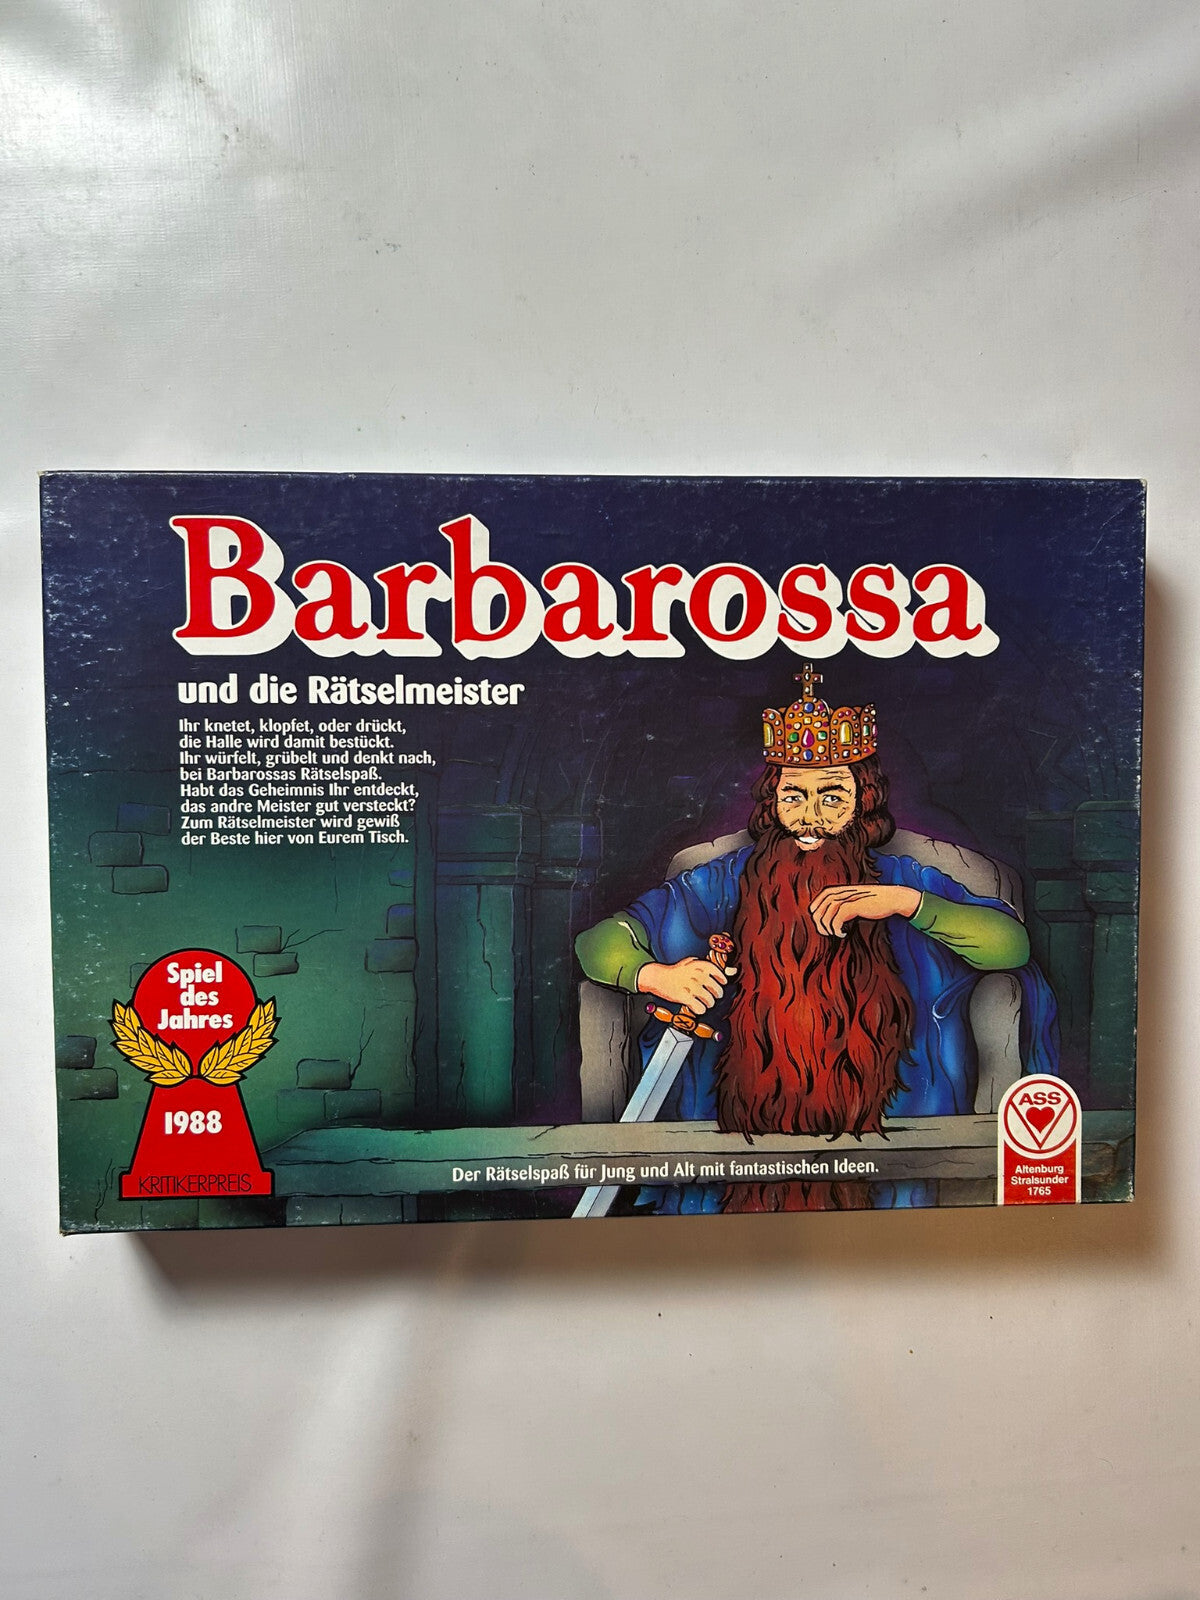 Barbarossa
und die Rätselmeister
Ihr knetet, klopfet, oder drückt,
die Halle wird damit bestückt.
Ihr würfelt, grübelt und denkt nach,
bei Barbarossas Rätselspaß.
Habt das Geheimnis Ihr entdeckt,
das andre Meister gut versteckt?
Zum Rätselmeister wird gewiß
der Beste hier von Eurem Tisch.
Spiel
des
Jahres
1988
KRITIKERPREIS
Der Rätselspaß für Jung und Alt mit fantastischen Ideen.
ASS
Altenburg
Stralsunder
1765